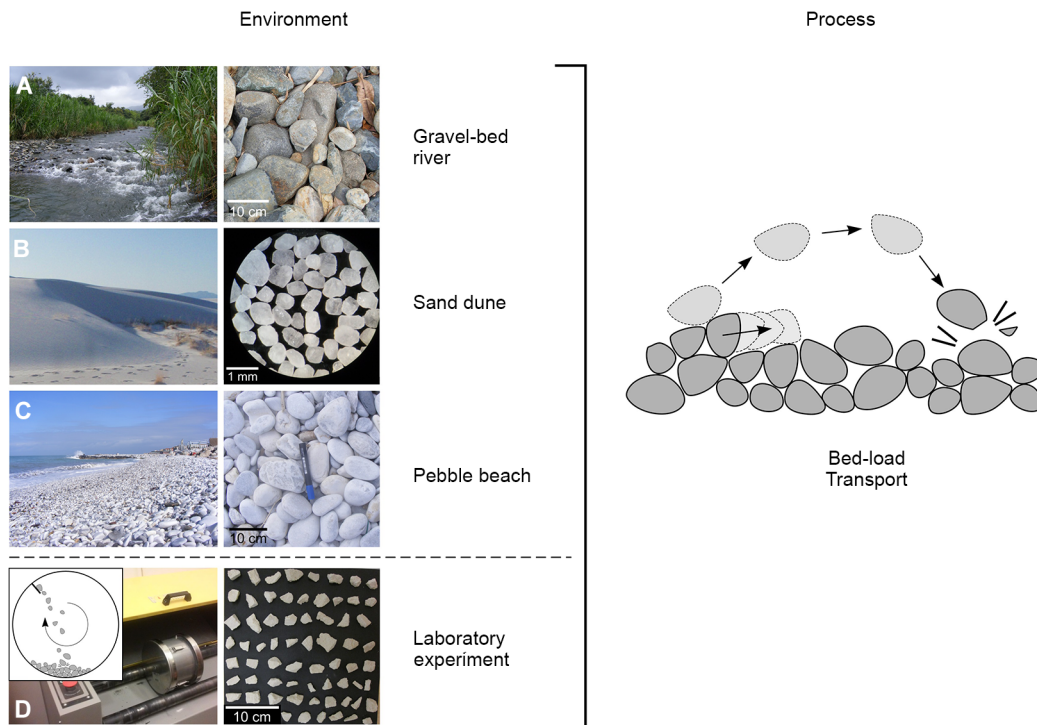 Environment
Process
A
10 cm
Gravel-bed
river
B
1 mm
Sand dune
C
10 cm
Pebble beach
Bed-load
Transport
D
10 cm
Laboratory
experiment